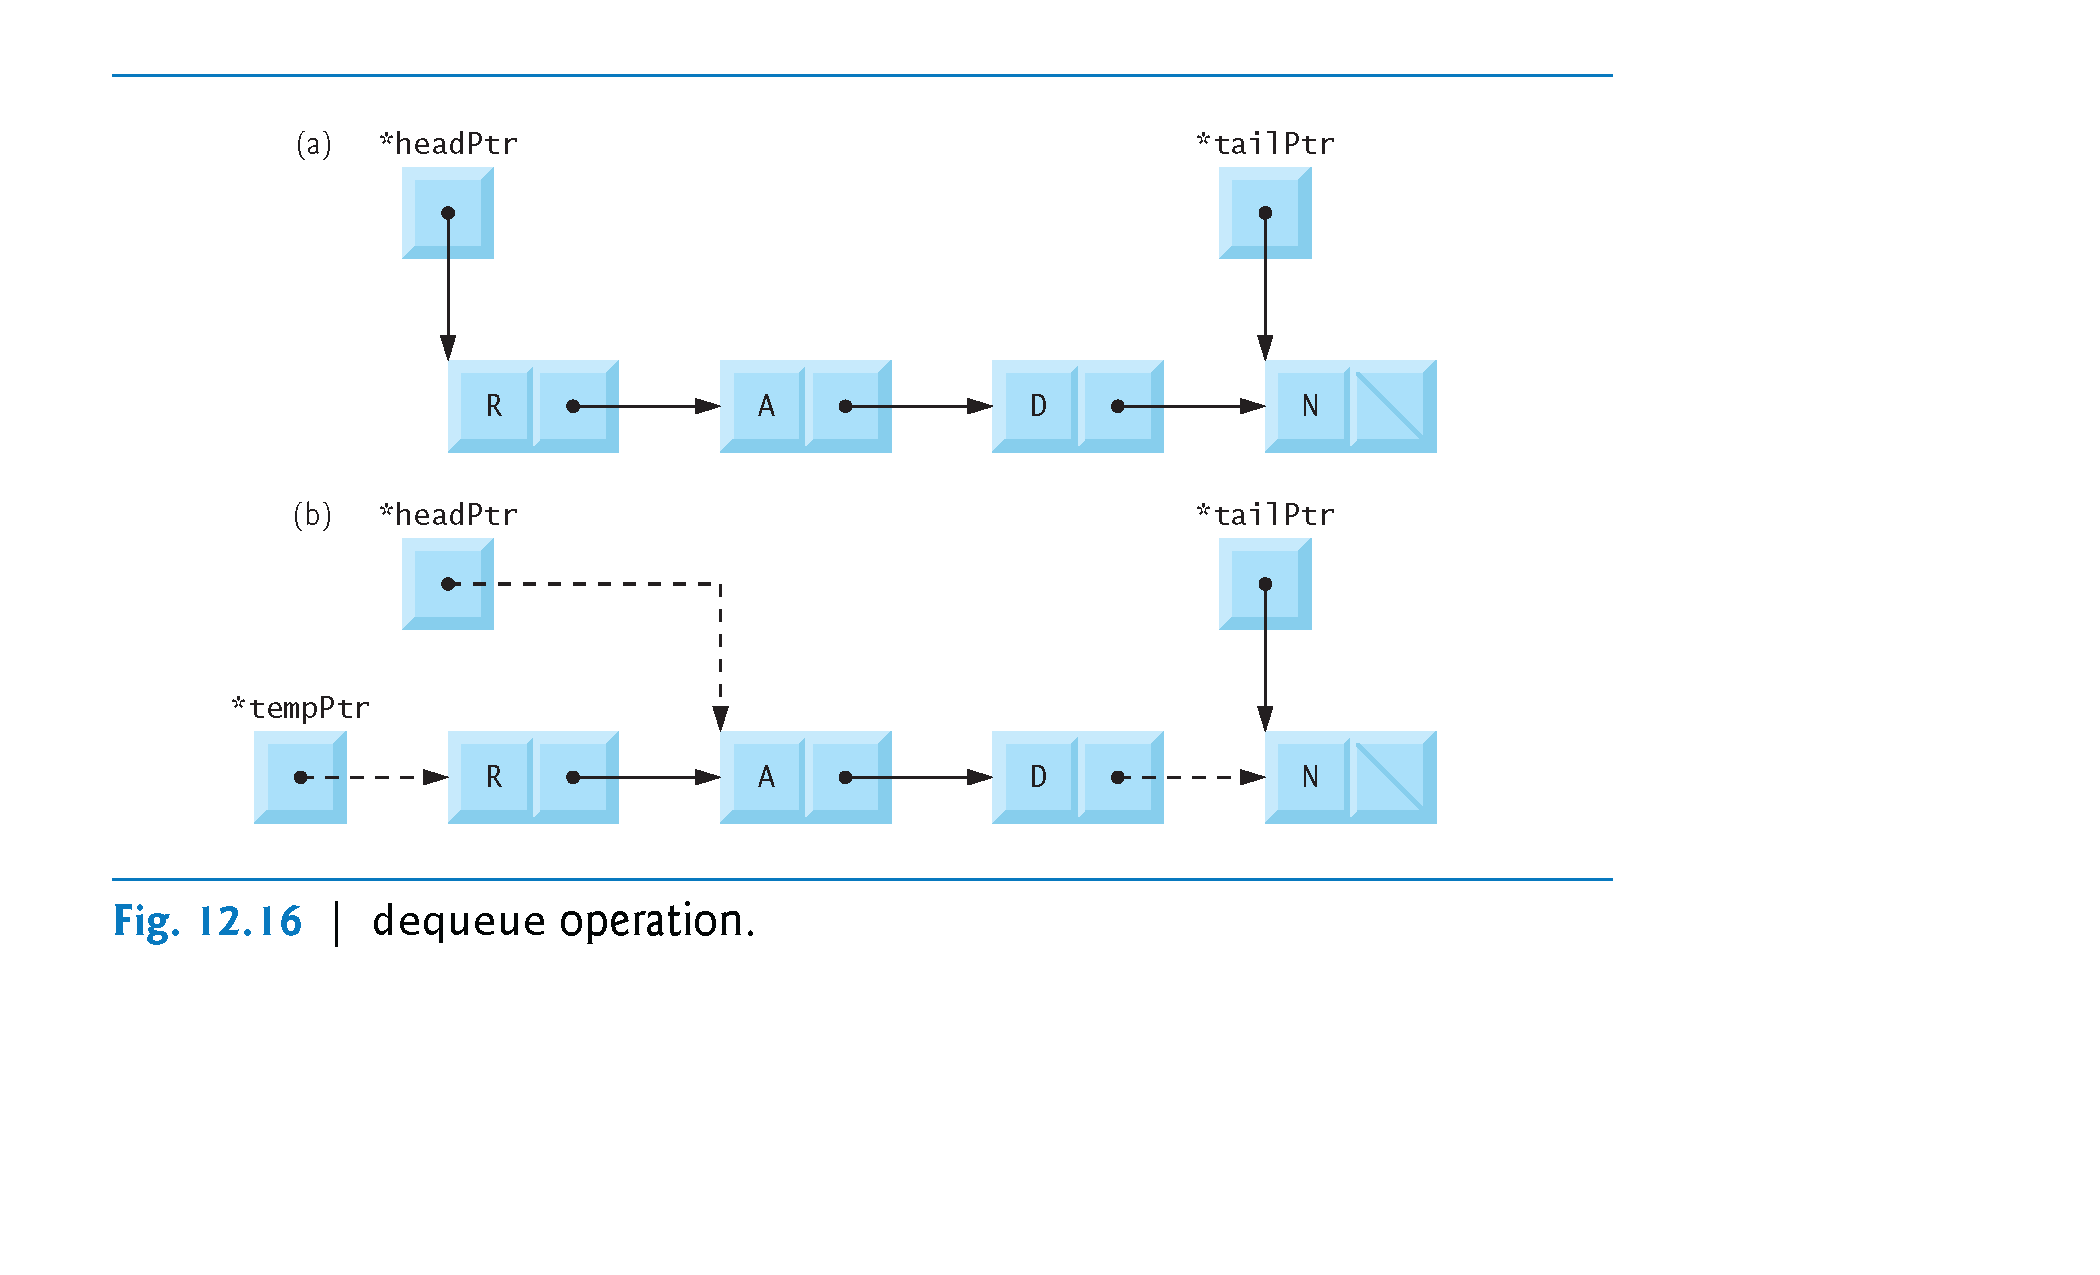 (a) *headPtr *tailPtr
R A D N
(b) *headPtr *tailPtr
*tempPtr
R A D N
Fig. 12.16 | dequeue operation.